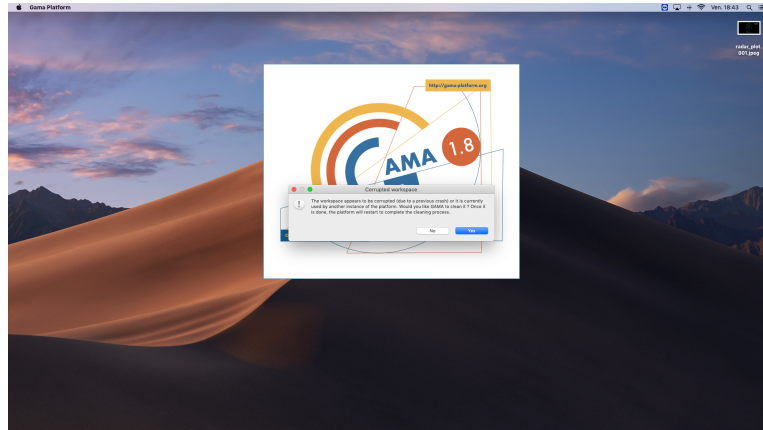 Gama Platform
Ven. 18:43
radar_plot.
001.jpeg
http://gama-platform.org
AMA
1.8
Corrupted workspace
The workspace appears to be corrupted (due to a previous crash) or it is currently
used by another instance of the platform. Would you like GAMA to clean it ? Once it
is done, the platform will restart to complete the cleaning process.
No
Yes